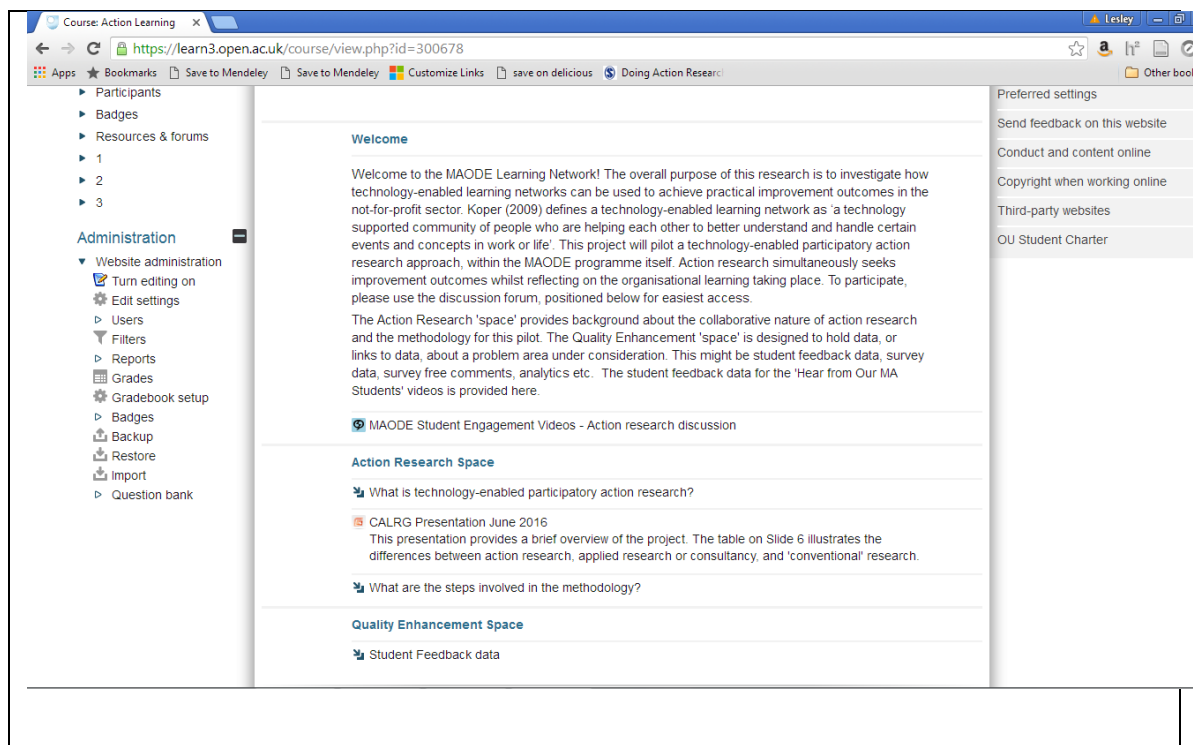 Course: Action Learning
Lesley
https://learn3.open.ac.uk/course/view.php?id=300678
Apps Bookmarks Save to Mendeley Save to Mendeley Customize Links save on delicious Doing Action Researc
Other book
Participants
Badges
Resources & forums
1
2
3
Administration
Website administration
Turn editing on
Edit settings
Users
Filters
Reports
Grades
Gradebook setup
Badges
Backup
Restore
Import
Question bank
Welcome
Welcome to the MAODE Learning Network! The overall purpose of this research is to investigate how
technology-enabled learning networks can be used to achieve practical improvement outcomes in the
not-for-profit sector. Koper (2009) defines a technology-enabled learning network as 'a technology
supported community of people who are helping each other to better understand and handle certain
events and concepts in work or life'. This project will pilot a technology-enabled participatory action
research approach, within the MAODE programme itself. Action research simultaneously seeks
improvement outcomes whilst reflecting on the organisational learning taking place. To participate,
please use the discussion forum, positioned below for easiest access.
The Action Research 'space' provides background about the collaborative nature of action research
and the methodology for this pilot. The Quality Enhancement 'space' is designed to hold data, or
links to data, about a problem area under consideration. This might be student feedback data, survey
data, survey free comments, analytics etc. The student feedback data for the 'Hear from Our MA
Students' videos is provided here.
MAODE Student Engagement Videos - Action research discussion
Action Research Space
What is technology-enabled participatory action research?
CALRG Presentation June 2016
This presentation provides a brief overview of the project. The table on Slide 6 illustrates the
differences between action research, applied research or consultancy, and 'conventional' research.
What are the steps involved in the methodology?
Quality Enhancement Space
Student Feedback data
Preferred settings
Send feedback on this website
Conduct and content online
Copyright when working online
Third-party websites
OU Student Charter